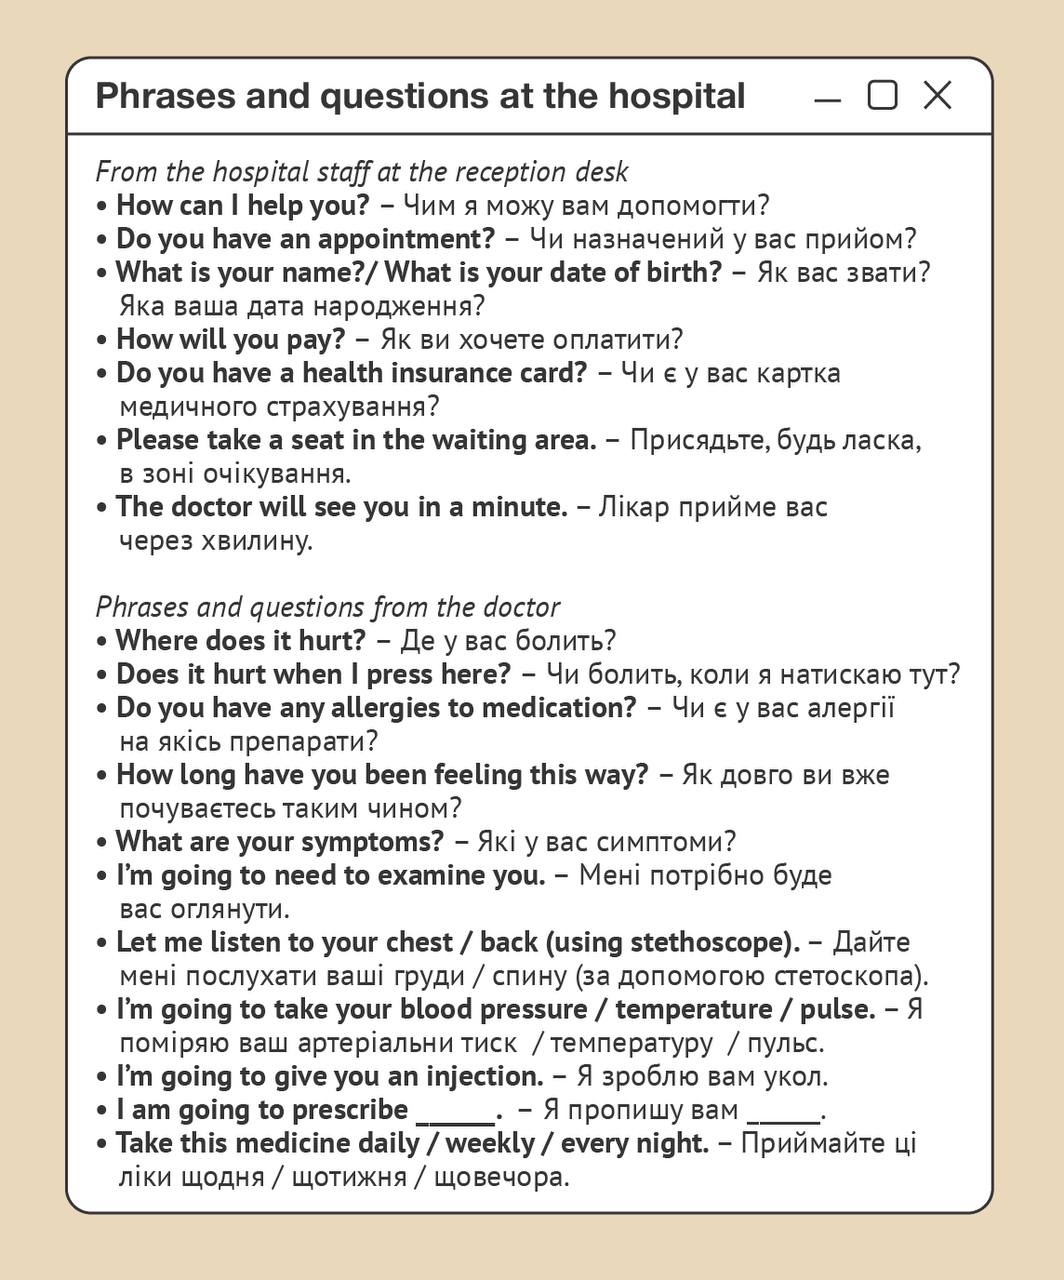 Phrases and questions at the hospital
From the hospital staff at the reception desk
• How can I help you? – Чим я можу вам допомогти?
• Do you have an appointment? – Чи назначений у вас прийом?
• What is your name?/ What is your date of birth? – Як вас звати?
Яка ваша дата народження?
• How will you pay? – Як ви хочете оплатити?
• Do you have a health insurance card? – Чи є у вас картка
медичного страхування?
• Please take a seat in the waiting area. – Присядьте, будь ласка,
в зоні очікування.
• The doctor will see you in a minute. – Лікар прийме вас
через хвилину.
Phrases and questions from the doctor
• Where does it hurt? – Де у вас болить?
• Does it hurt when I press here? – Чи болить, коли я натискаю тут?
• Do you have any allergies to medication? – Чи є у вас алергії
на якісь препарати?
• How long have you been feeling this way? – Як довго ви вже
почуваєтесь таким чином?
• What are your symptoms? – Які у вас симптоми?
• I’m going to need to examine you. – Мені потрібно буде
вас оглянути.
• Let me listen to your chest / back (using stethoscope). – Дайте
мені послухати ваші груди / спину (за допомогою стетоскопа).
• I’m going to take your blood pressure / temperature / pulse. – Я
поміряю ваш артеріальни тиск / температуру / пульс.
• I’m going to give you an injection. – Я зроблю вам укол.
• I am going to prescribe ______. – Я пропишу вам ______.
• Take this medicine daily / weekly / every night. – Приймайте ці
ліки щодня / щотижня / щовечора.